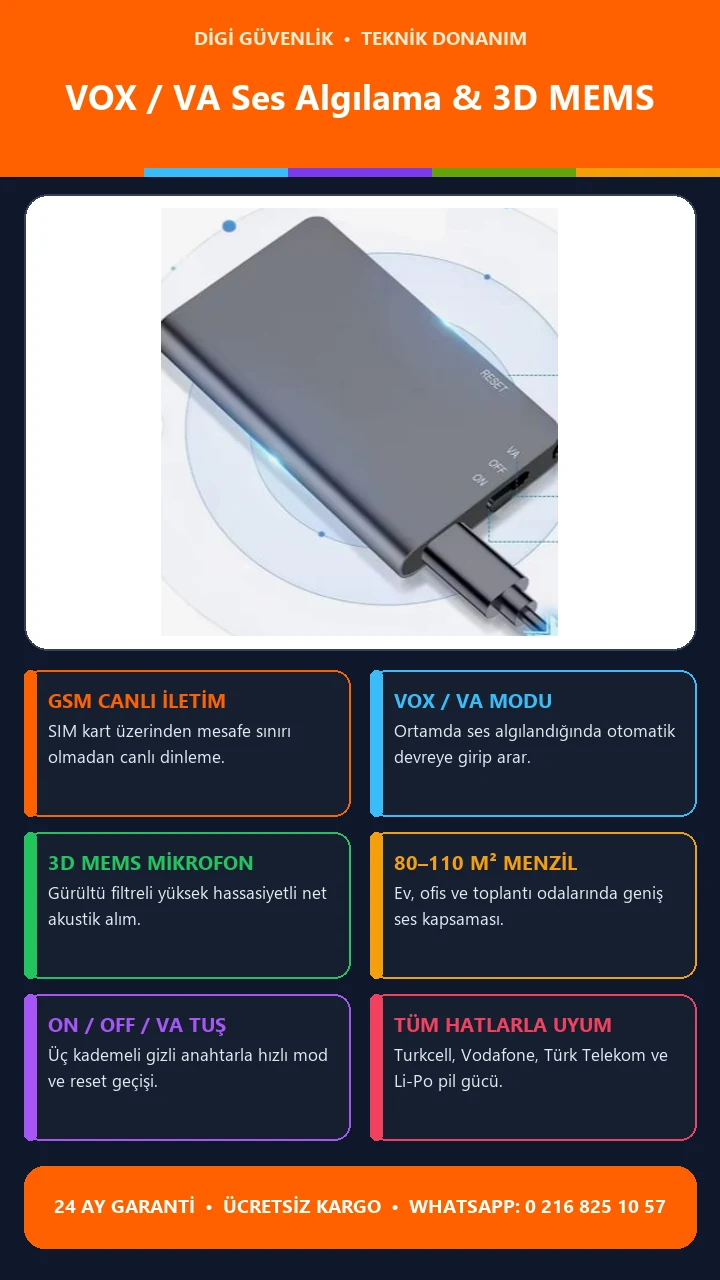 DİGİ GÜVENLİK • TEKNİK DONANIM
VOX / VA Ses Algılama & 3D MEMS
RESET
VA
OFF
ON
GSM CANLI İLETİM
SIM kart üzerinden mesafe sınırı
olmadan canlı dinleme.
VOX / VA MODU
Ortamda ses algılandığında otomatik
devreye girip arar.
3D MEMS MİKROFON
Gürültü filtreli yüksek hassasiyetli net
akustik alım.
80–110 M² MENZİL
Ev, ofis ve toplantı odalarında geniş
ses kapsaması.
ON / OFF / VA TUŞ
Üç kademeli gizli anahtarla hızlı mod
ve reset geçişi.
TÜM HATLARLA UYUM
Turkcell, Vodafone, Türk Telekom ve
Li-Po pil gücü.
24 AY GARANTİ • ÜCRETSİZ KARGO • WHATSAPP: 0 216 825 10 57